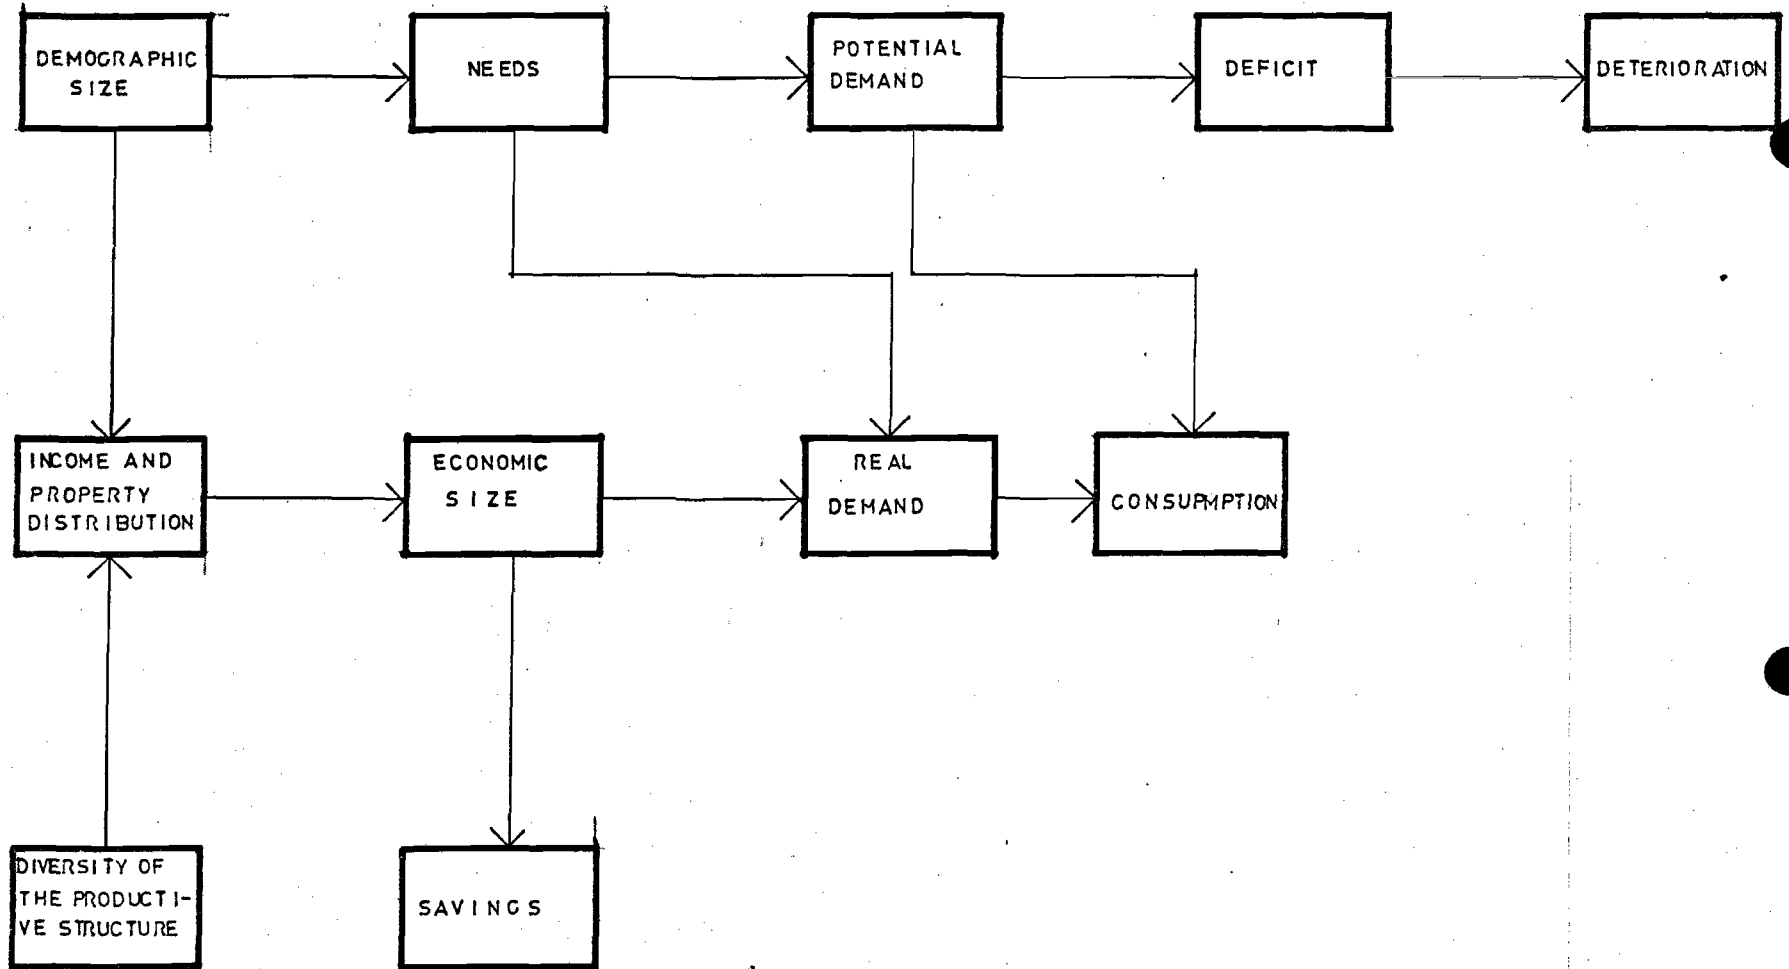 DEMOGRAPHIC
SIZE
NEEDS
POTENTIAL
DEMAND
DEFICIT
DETERIORATION
INCOME AND
PROPERTY
DISTRIBUTION
ECONOMIC
SIZE
REAL
DEMAND
CONSUPMPTION
DIVERSITY OF
THE PRODUCTI-
VE STRUCTURE
SAVINGS